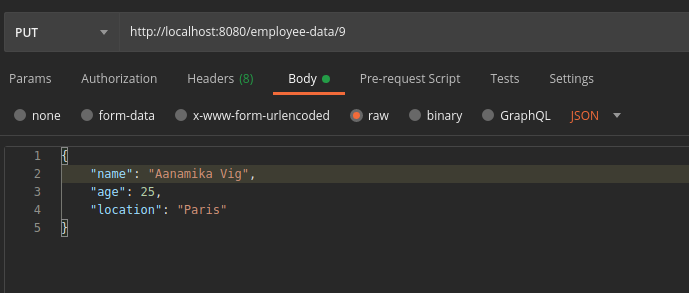 PUT http://localhost:8080/employee-data/9
Params Authorization Headers (8) Body Pre-request Script Tests Settings
none form-data x-www-form-urlencoded raw binary GraphQL JSON
1 {
2 "name": "Aanamika Vig",
3 "age": 25,
4 "location": "Paris"
5 }